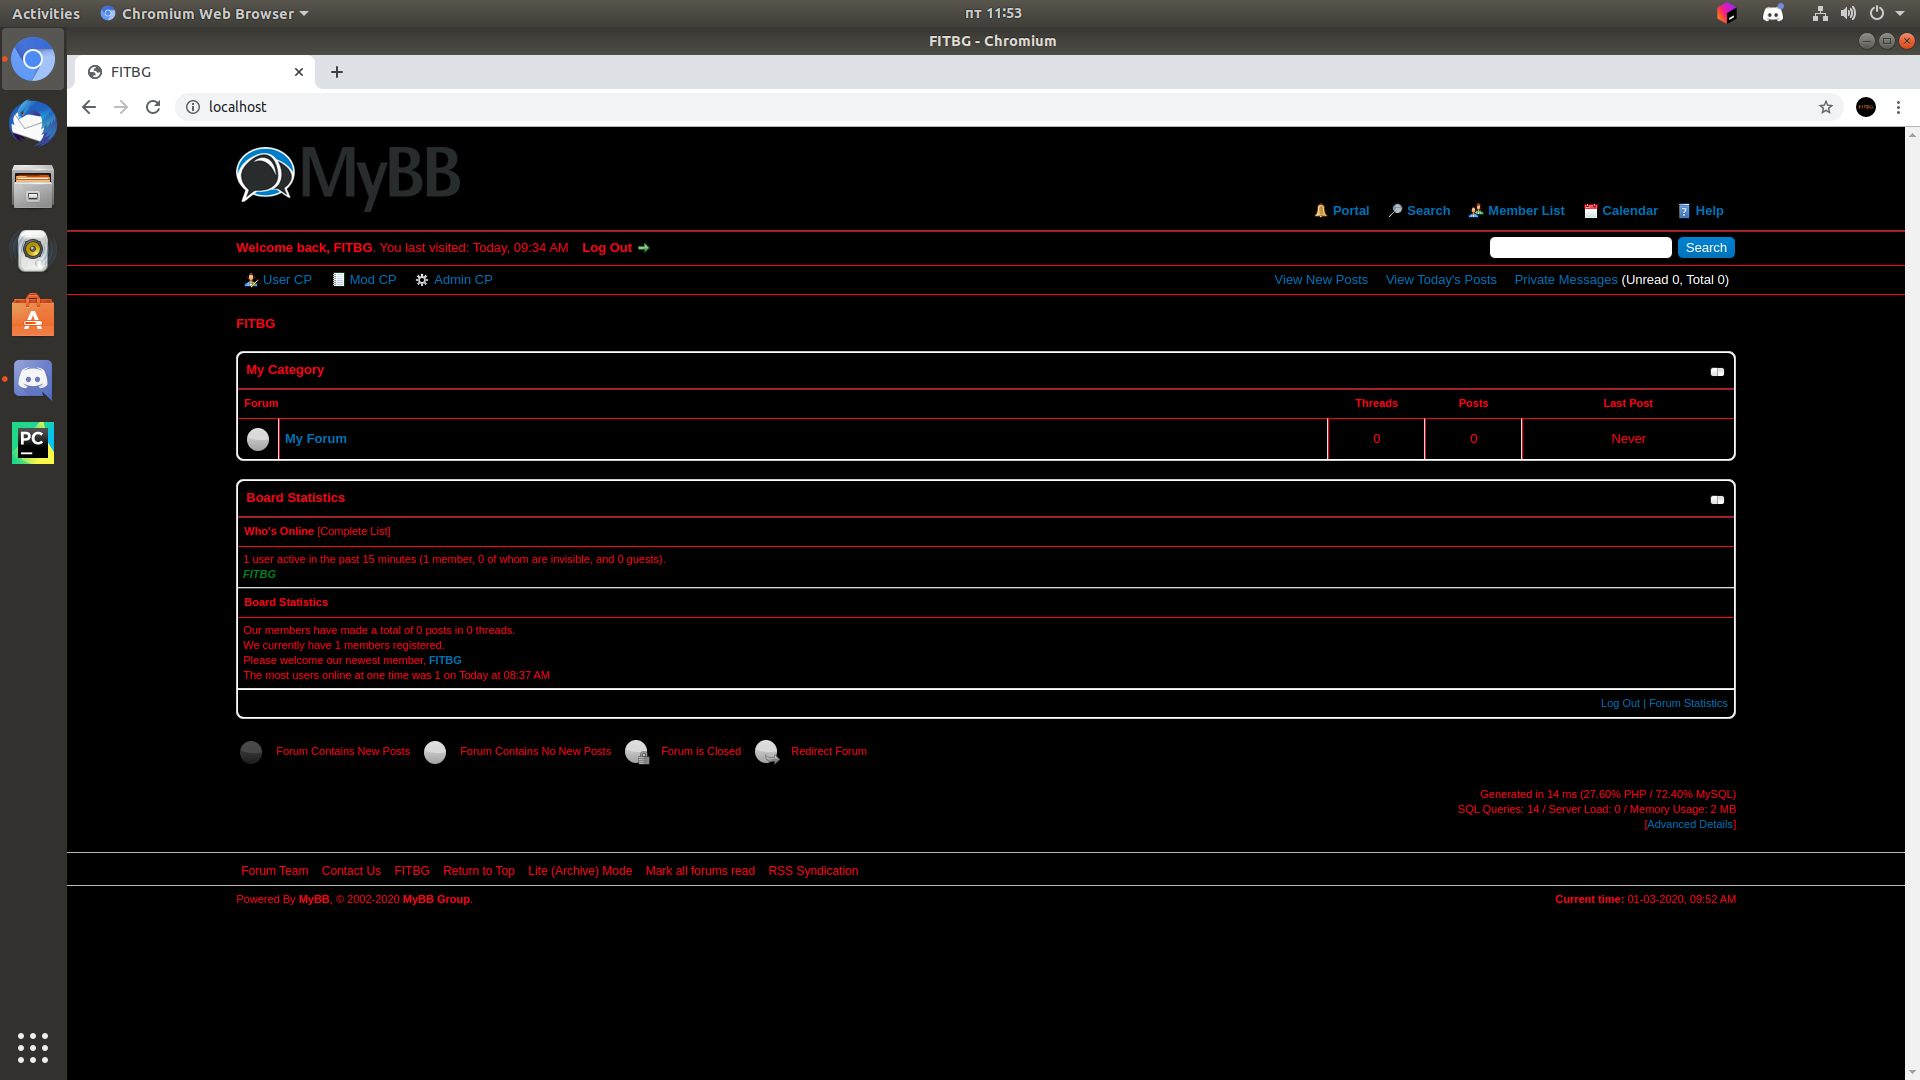 Activities
Chromium Web Browser
пт 11:53
FITBG - Chromium
FITBG
localhost
MyBB
Portal Search Member List Calendar Help
Welcome back, FITBG. You last visited: Today, 09:34 AM Log Out
Search
User CP Mod CP Admin CP
View New Posts View Today's Posts Private Messages (Unread 0, Total 0)
FITBG
My Category
Forum Threads Posts Last Post
My Forum 0 0 Never
Board Statistics
Who's Online [Complete List]
1 user active in the past 15 minutes (1 member, 0 of whom are invisible, and 0 guests).
FITBG
Board Statistics
Our members have made a total of 0 posts in 0 threads.
We currently have 1 members registered.
Please welcome our newest member, FITBG
The most users online at one time was 1 on Today at 08:37 AM
Log Out | Forum Statistics
Forum Contains New Posts Forum Contains No New Posts Forum is Closed Redirect Forum
Generated in 14 ms (27.60% PHP / 72.40% MySQL)
SQL Queries: 14 / Server Load: 0 / Memory Usage: 2 MB
[Advanced Details]
Forum Team Contact Us FITBG Return to Top Lite (Archive) Mode Mark all forums read RSS Syndication
Powered By MyBB, © 2002-2020 MyBB Group.
Current time: 01-03-2020, 09:52 AM
PC